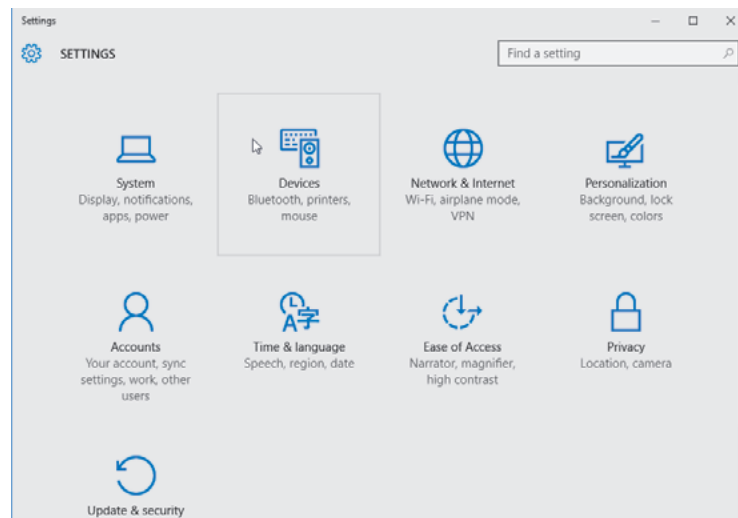 Settings
SETTINGS
Find a setting
System
Display, notifications,
apps, power
Devices
Bluetooth, printers,
mouse
Network & Internet
Wi-Fi, airplane mode,
VPN
Personalization
Background, lock
screen, colors
Accounts
Your account, sync
settings, work, other
users
A字
Time & language
Speech, region, date
Ease of Access
Narrator, magnifier,
high contrast
Privacy
Location, camera
Update & security